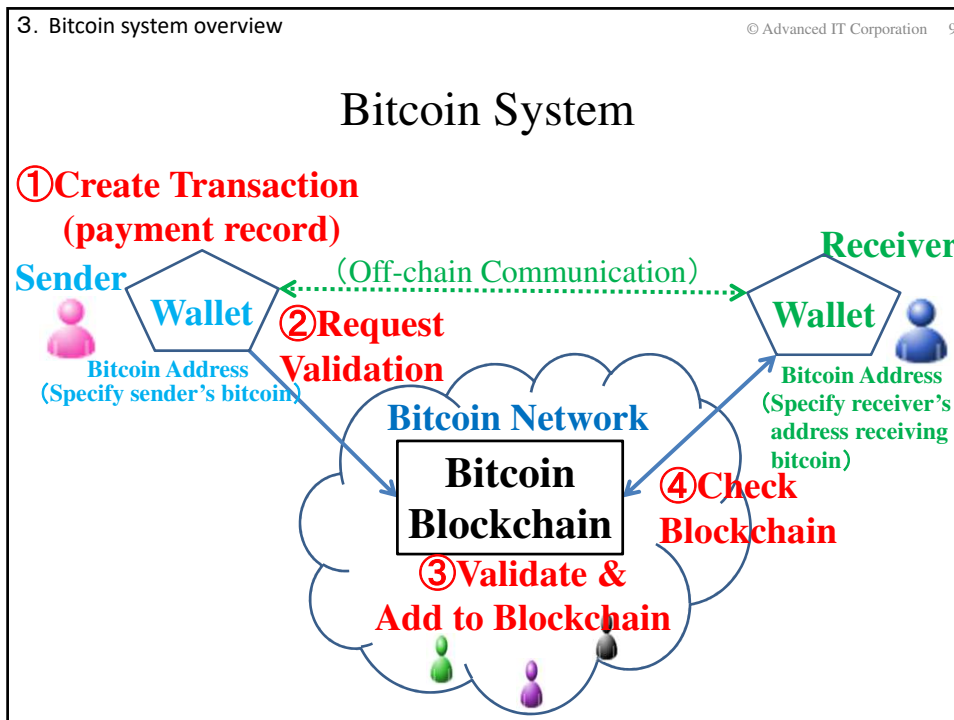 ３. Bitcoin system overview
© Advanced IT Corporation 9
Bitcoin System
①Create Transaction
(payment record)
Sender
Wallet
Bitcoin Address
（Specify sender’s bitcoin）
（Off-chain Communication）
Receiver
Wallet
Bitcoin Address
（Specify receiver’s
address receiving
bitcoin）
②Request
Validation
Bitcoin Network
Bitcoin
Blockchain
③Validate &
Add to Blockchain
④Check
Blockchain